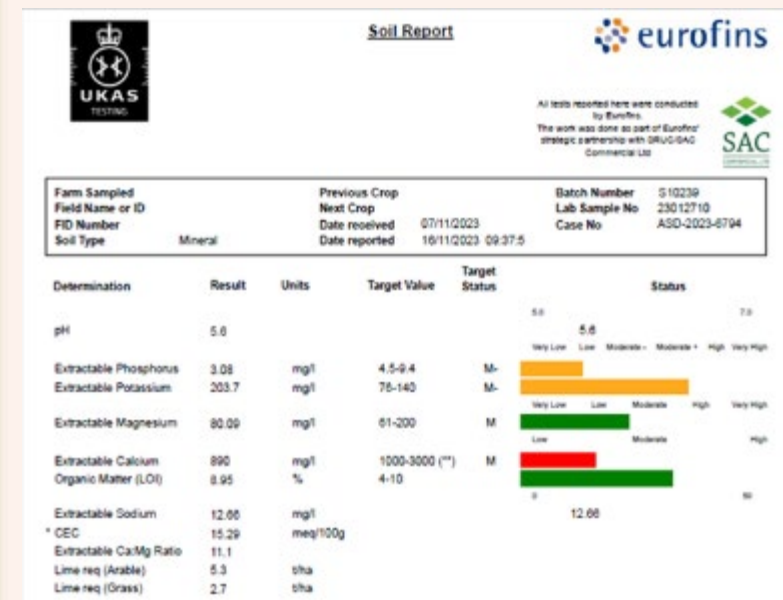 Soil Report
eurofins
UKAS
TESTING
All tests reported here were conducted
by Eurofins.
The work was done as part of Eurofins'
strategic partnership with SRUC/SAC
Commercial Ltd
SAC
COMMERCIAL LTD
Farm Sampled Previous Crop Batch Number S10239
Field Name or ID Next Crop Lab Sample No 23012710
FID Number Date received 07/11/2023 Case No ASD-2023-6794
Soil Type Mineral Date reported 16/11/2023 09:37:5
Determination Result Units Target Value Target Status Status
5.0 7.0
pH 5.6 5.6
Very Low Low Moderate - Moderate + High Very High
Extractable Phosphorus 3.08 mg/l 4.5-9.4 M-
Extractable Potassium 203.7 mg/l 76-140 M-
Very Low Low Moderate High Very High
Extractable Magnesium 80.09 mg/l 61-200 M
Low Moderate High
Extractable Calcium 890 mg/l 1000-3000 (**) M
Organic Matter (LOI) 8.95 % 4-10
0 50
Extractable Sodium 12.66 mg/l 12.66
* CEC 15.29 meq/100g
Extractable Ca:Mg Ratio 11.1
Lime req (Arable) 5.3 t/ha
Lime req (Grass) 2.7 t/ha